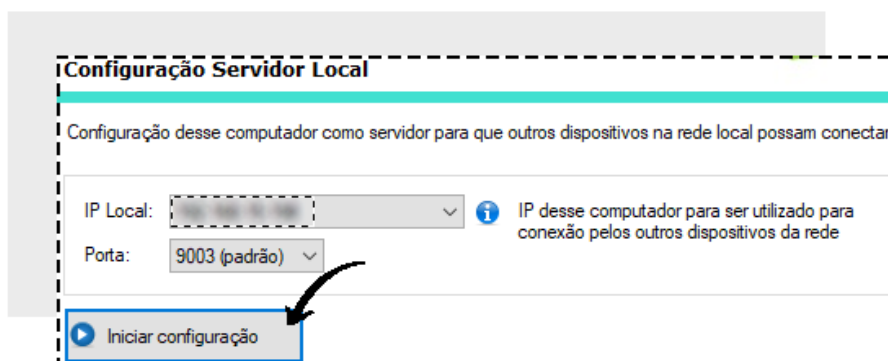 Configuração Servidor Local
Configuração desse computador como servidor para que outros dispositivos na rede local possam conectar
IP Local:
IP desse computador para ser utilizado para
conexão pelos outros dispositivos da rede
Porta:
9003 (padrão)
Iniciar configuração